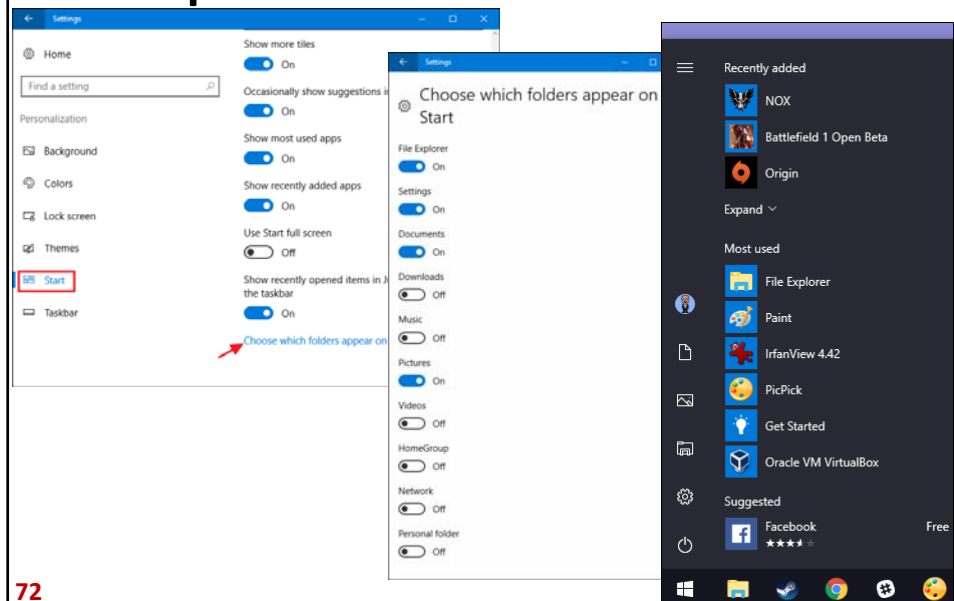 Settings
Home
Find a setting
Personalization
Background
Colors
Lock screen
Themes
Start
Taskbar
Show more tiles
On
Occasionally show suggestions
On
Show most used apps
On
Show recently added apps
On
Use Start full screen
Off
Show recently opened items in
the taskbar
On
Choose which folders appear on
Settings
Choose which folders appear on
Start
File Explorer
On
Settings
On
Documents
On
Downloads
Off
Music
Off
Pictures
On
Videos
Off
HomeGroup
Off
Network
Off
Personal folder
Off
Recently added
NOX
Battlefield 1 Open Beta
Origin
Expand
Most used
File Explorer
Paint
IrfanView 4.42
PicPick
Get Started
Oracle VM VirtualBox
Suggested
Facebook Free
72